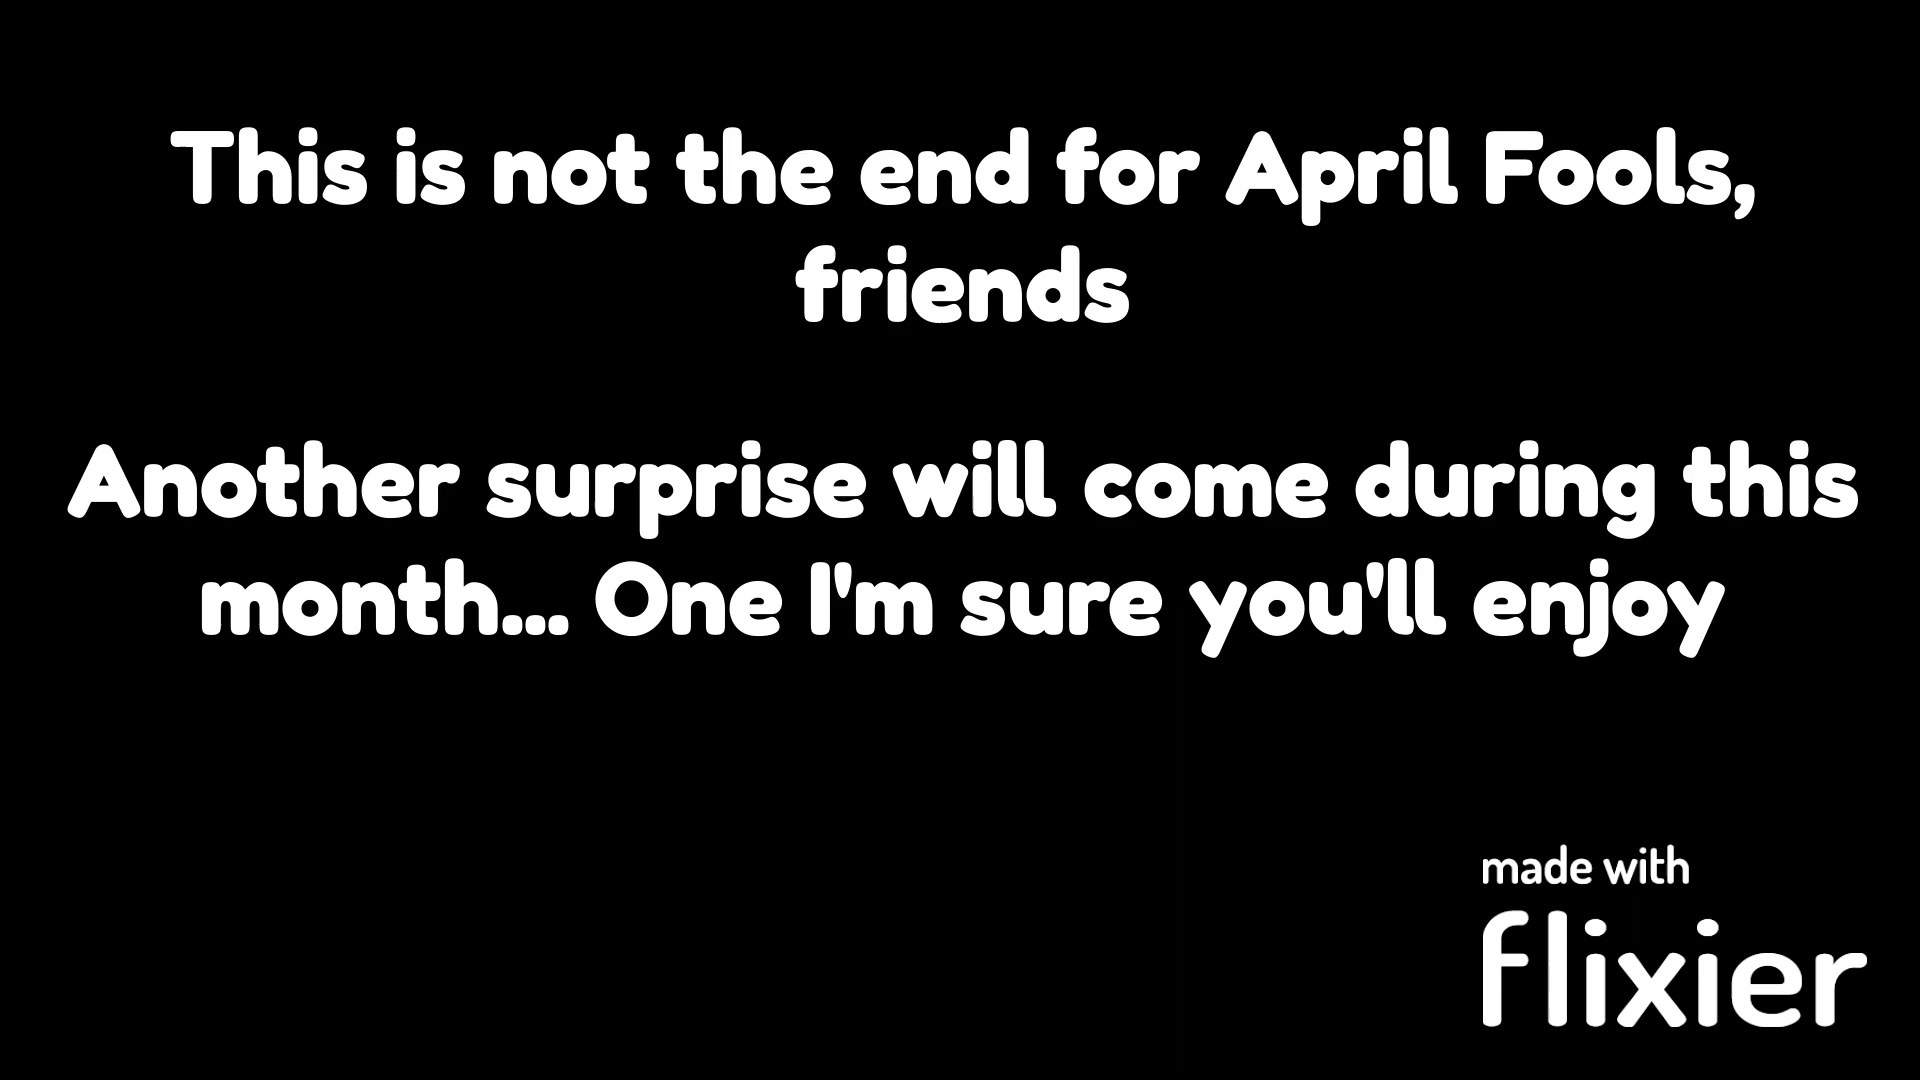 This is not the end for April Fools,
friends
Another surprise will come during this
month... One I'm sure you'll enjoy
made with
flixier